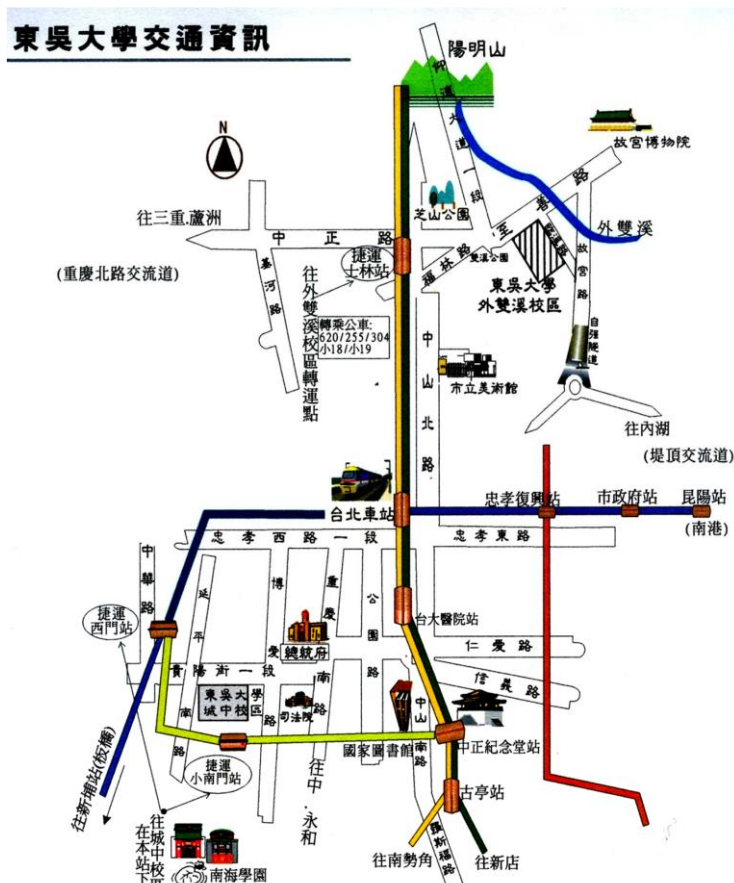 東吳大學交通資訊
陽明山
仰德大道一段
N
故宮博物院
芝山公園
至善路
外雙溪
往三重.蘆洲
中正路
捷運
士林站
福林路
雙溪公園
臨溪路
故宮路
(重慶北路交流道)
基河路
往外雙溪校區轉運點
東吳大學
外雙溪校區
轉乘公車:
620/255/304
小18/小19
中山北路
自強隧道
市立美術館
往內湖
(堤頂交流道)
台北車站
忠孝復興站
市政府站
昆陽站
(南港)
忠孝西路一段
忠孝東路
中華路
延平南路
博愛路
重慶南路
公園路
台大醫院站
捷運
西門站
總統府
仁愛路
貴陽街一段
信義路
東吳大學
城中校區
司法院
中山南路
國家圖書館
中正紀念堂站
捷運
小南門站
往新埔站(板橋)
往中.永和
古亭站
羅斯福路
往城中校區
在本站下
南海學園
往南勢角
往新店